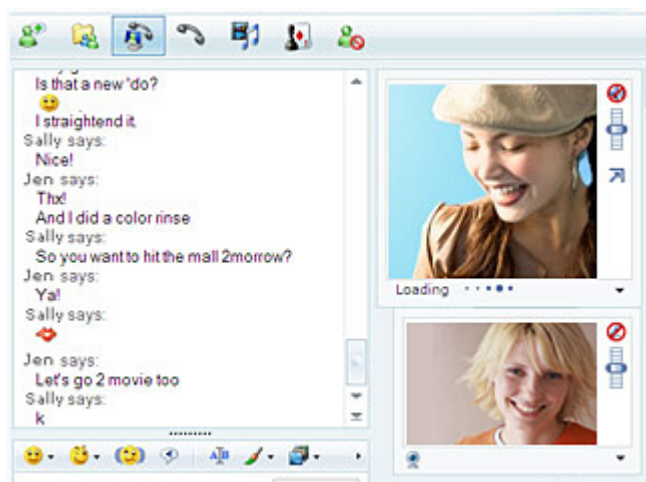 Is that a new 'do?
I straightend it.
Sally says:
Nice!
Jen says:
Thx!
And I did a color rinse
Sally says:
So you want to hit the mall 2morrow?
Jen says:
Ya!
Sally says:
Jen says:
Let's go 2 movie too
Sally says:
k
Loading